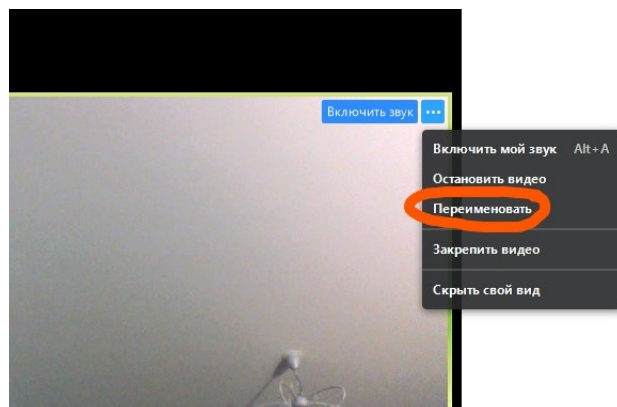 Включить звук ...
Включить мой звук Alt+A
Остановить видео
Переименовать
Закрепить видео
Скрыть свой вид